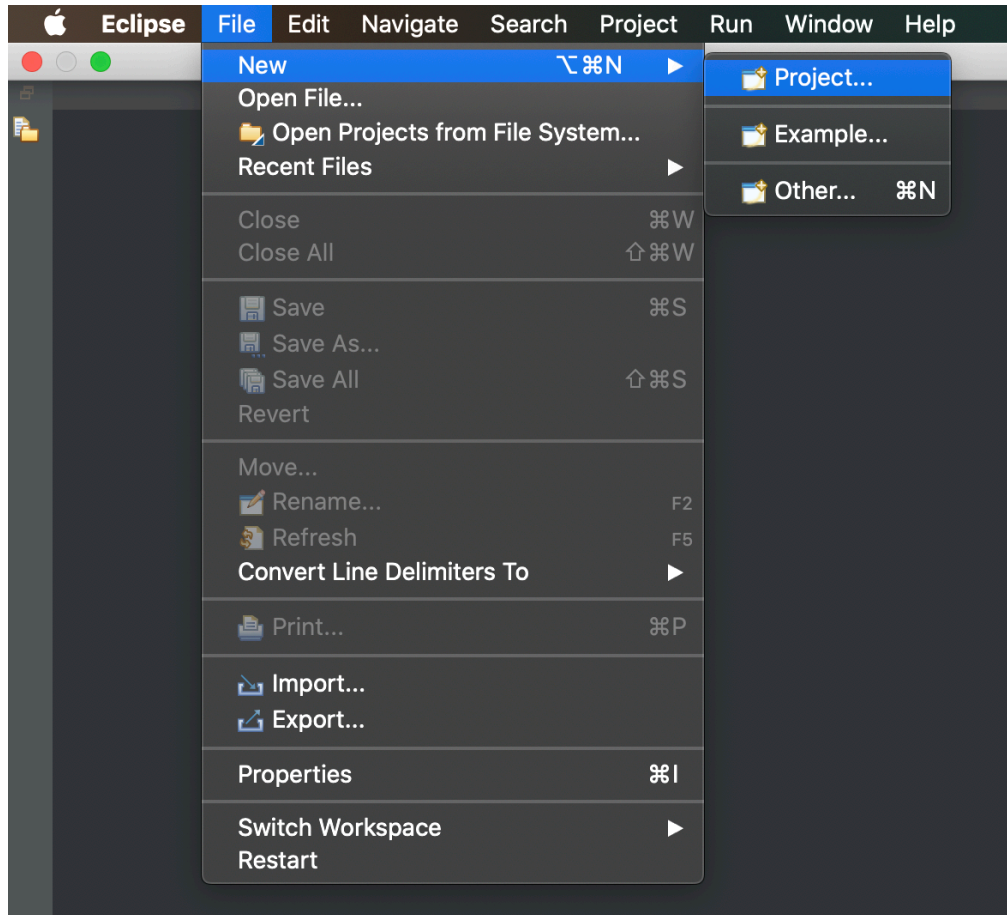 Eclipse File Edit Navigate Search Project Run Window Help
New ⌥⌘N ▶
Project...
Open File...
Open Projects from File System...
Example...
Recent Files ▶
Other... ⌘N
Close ⌘W
Close All ⇧⌘W
Save ⌘S
Save As...
Save All ⇧⌘S
Revert
Move...
Rename... F2
Refresh F5
Convert Line Delimiters To ▶
Print... ⌘P
Import...
Export...
Properties ⌘I
Switch Workspace ▶
Restart